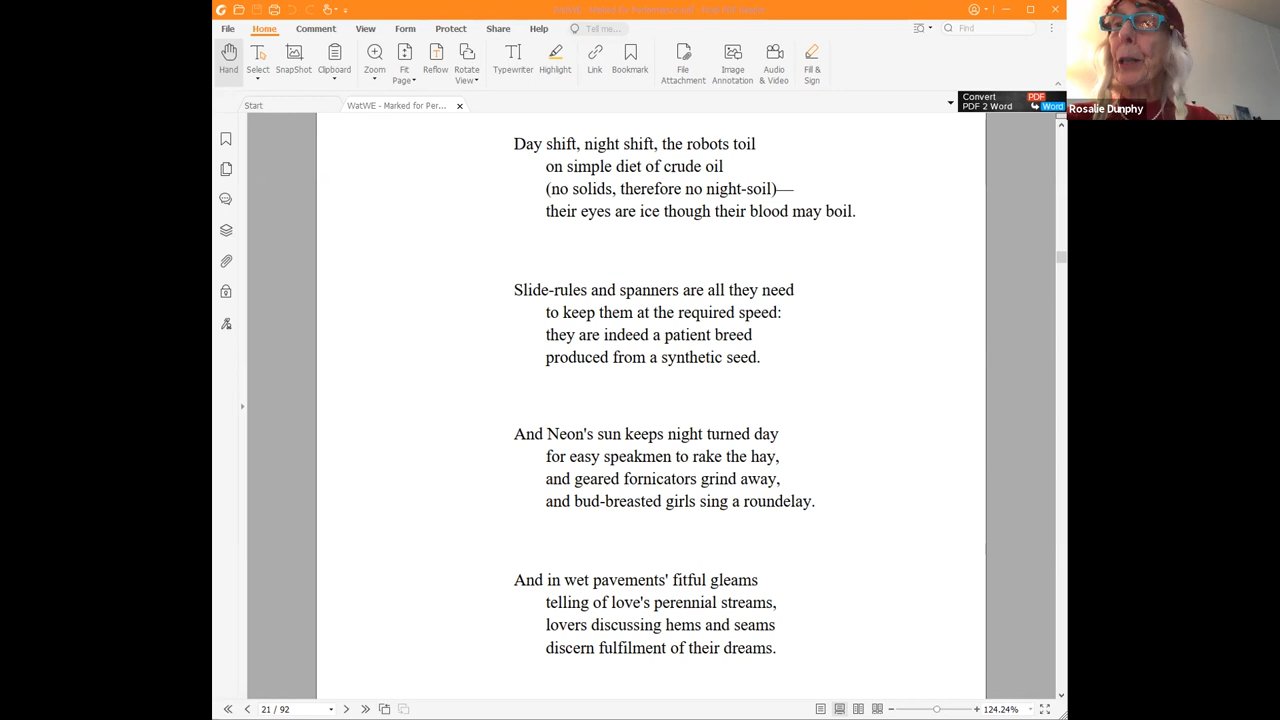 File Home Comment View Form Protect Share Help Tell me... Find
Hand Select SnapShot Clipboard Zoom Fit Page Reflow Rotate View Typewriter Highlight Link Bookmark File Attachment Image Annotation Audio & Video Fill & Sign
Start WatWE - Marked for Per... Convert PDF 2 Word PDF Word
Rosalie Dunphy
Day shift, night shift, the robots toil
on simple diet of crude oil
(no solids, therefore no night-soil)—
their eyes are ice though their blood may boil.
Slide-rules and spanners are all they need
to keep them at the required speed:
they are indeed a patient breed
produced from a synthetic seed.
And Neon's sun keeps night turned day
for easy speakmen to rake the hay,
and geared fornicators grind away,
and bud-breasted girls sing a roundelay.
And in wet pavements' fitful gleams
telling of love's perennial streams,
lovers discussing hems and seams
discern fulfilment of their dreams.
21 / 92 124.24%